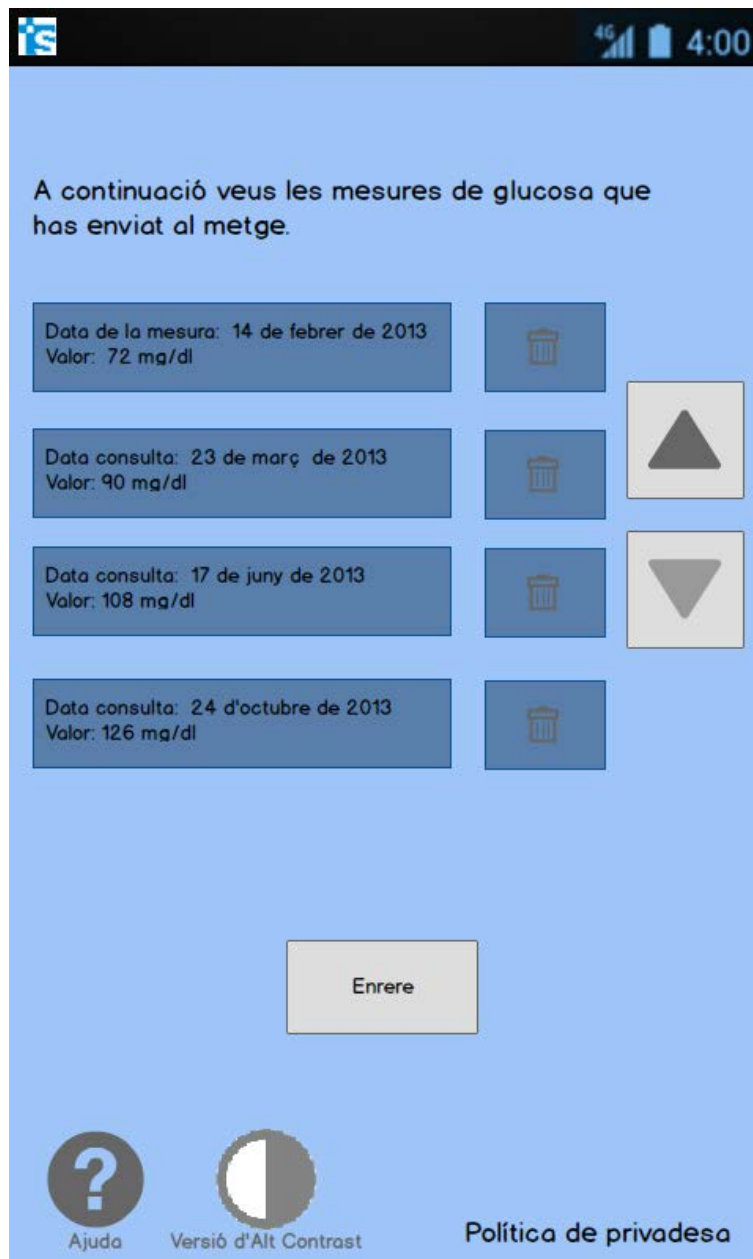 is
4G 4:00
A continuació veus les mesures de glucosa que
has enviat al metge.
Data de la mesura: 14 de febrer de 2013
Valor: 72 mg/dl
Data consulta: 23 de març de 2013
Valor: 90 mg/dl
Data consulta: 17 de juny de 2013
Valor: 108 mg/dl
Data consulta: 24 d'octubre de 2013
Valor: 126 mg/dl
Enrere
?
Ajuda
Versió d'Alt Contrast
Política de privadesa